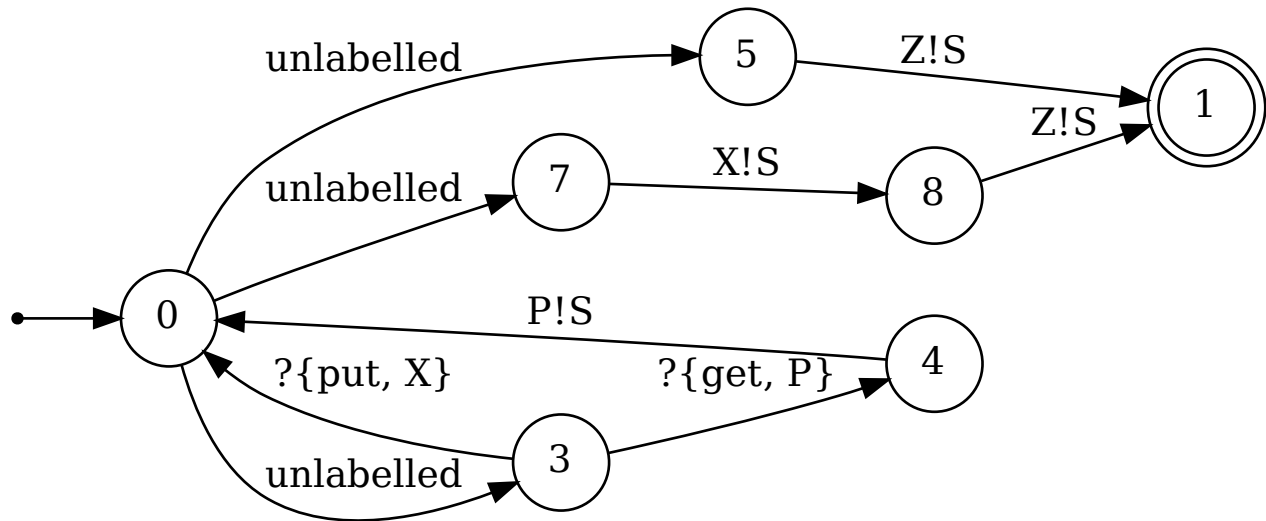 5
Z!S
unlabelled
1
Z!S
7
X!S
8
unlabelled
0
P!S
4
?{put, X}
?{get, P}
3
unlabelled